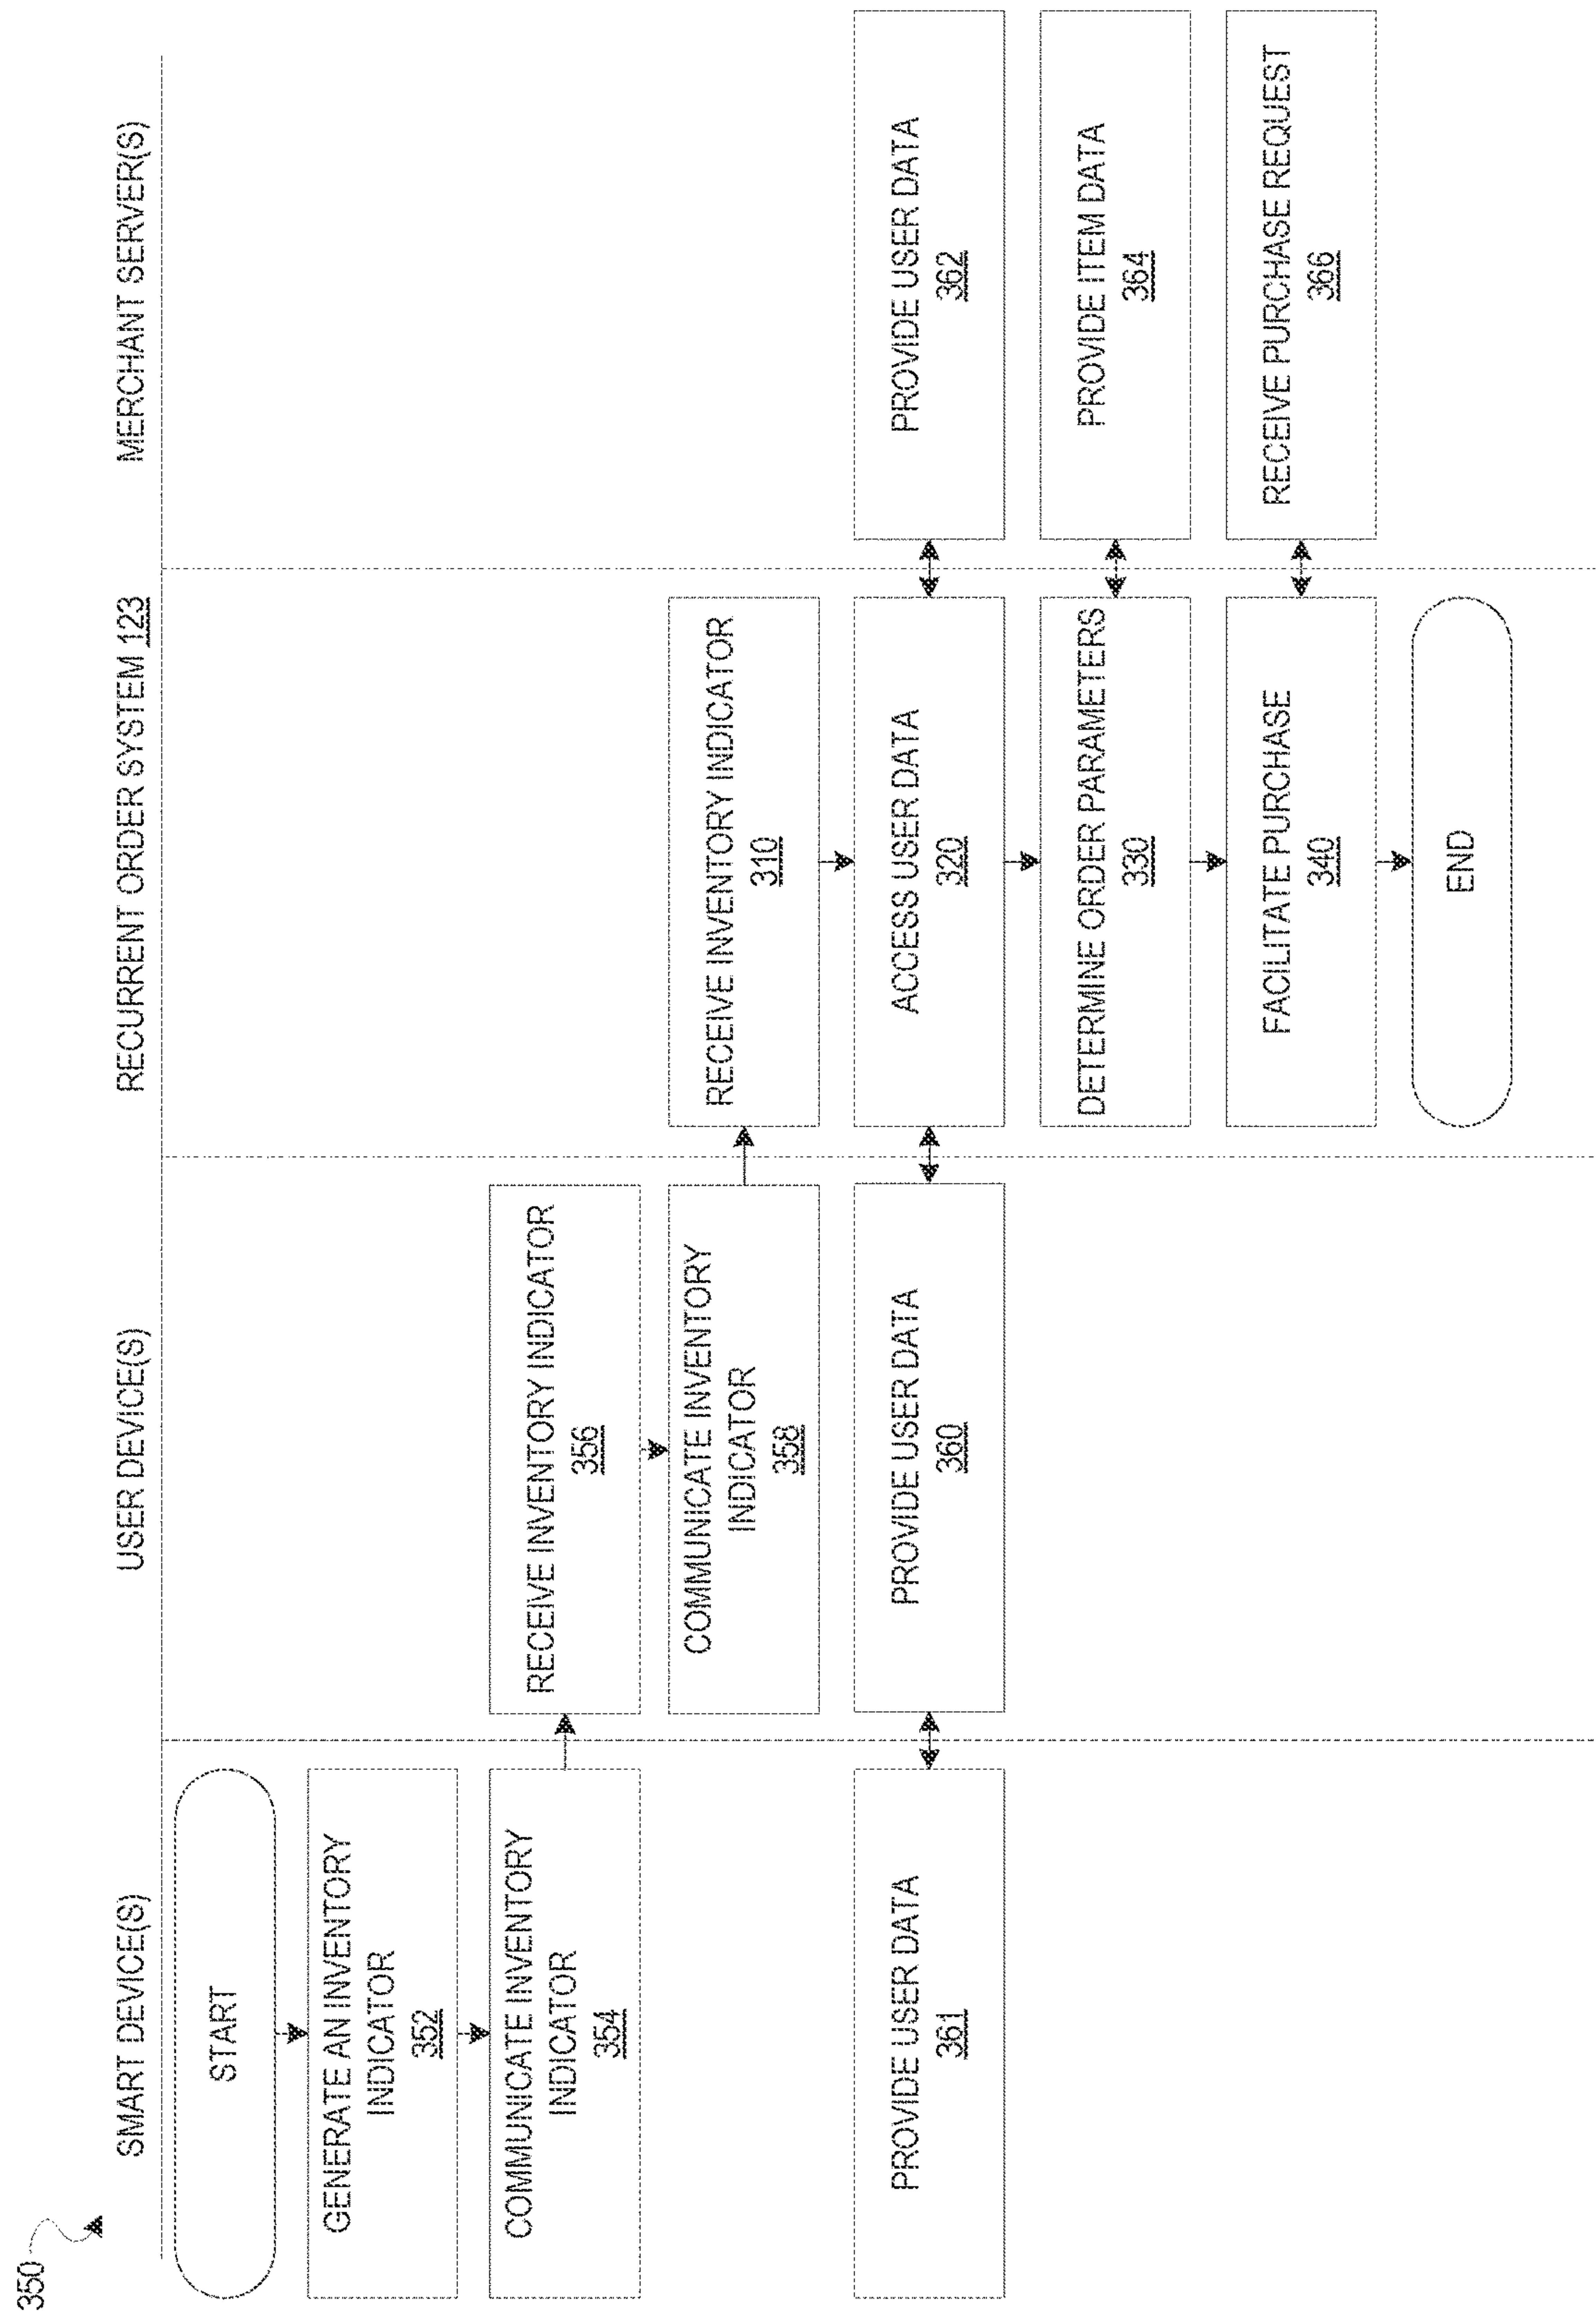 350
SMART DEVICE(S)
USER DEVICE(S)
RECURRENT ORDER SYSTEM 123
MERCHANT SERVER(S)
START
GENERATE AN INVENTORY
INDICATOR
352
COMMUNICATE INVENTORY
INDICATOR
354
RECEIVE INVENTORY INDICATOR
356
COMMUNICATE INVENTORY
INDICATOR
358
RECEIVE INVENTORY INDICATOR
310
PROVIDE USER DATA
361
PROVIDE USER DATA
360
ACCESS USER DATA
320
PROVIDE USER DATA
362
DETERMINE ORDER PARAMETERS
330
PROVIDE ITEM DATA
364
FACILITATE PURCHASE
340
RECEIVE PURCHASE REQUEST
366
END